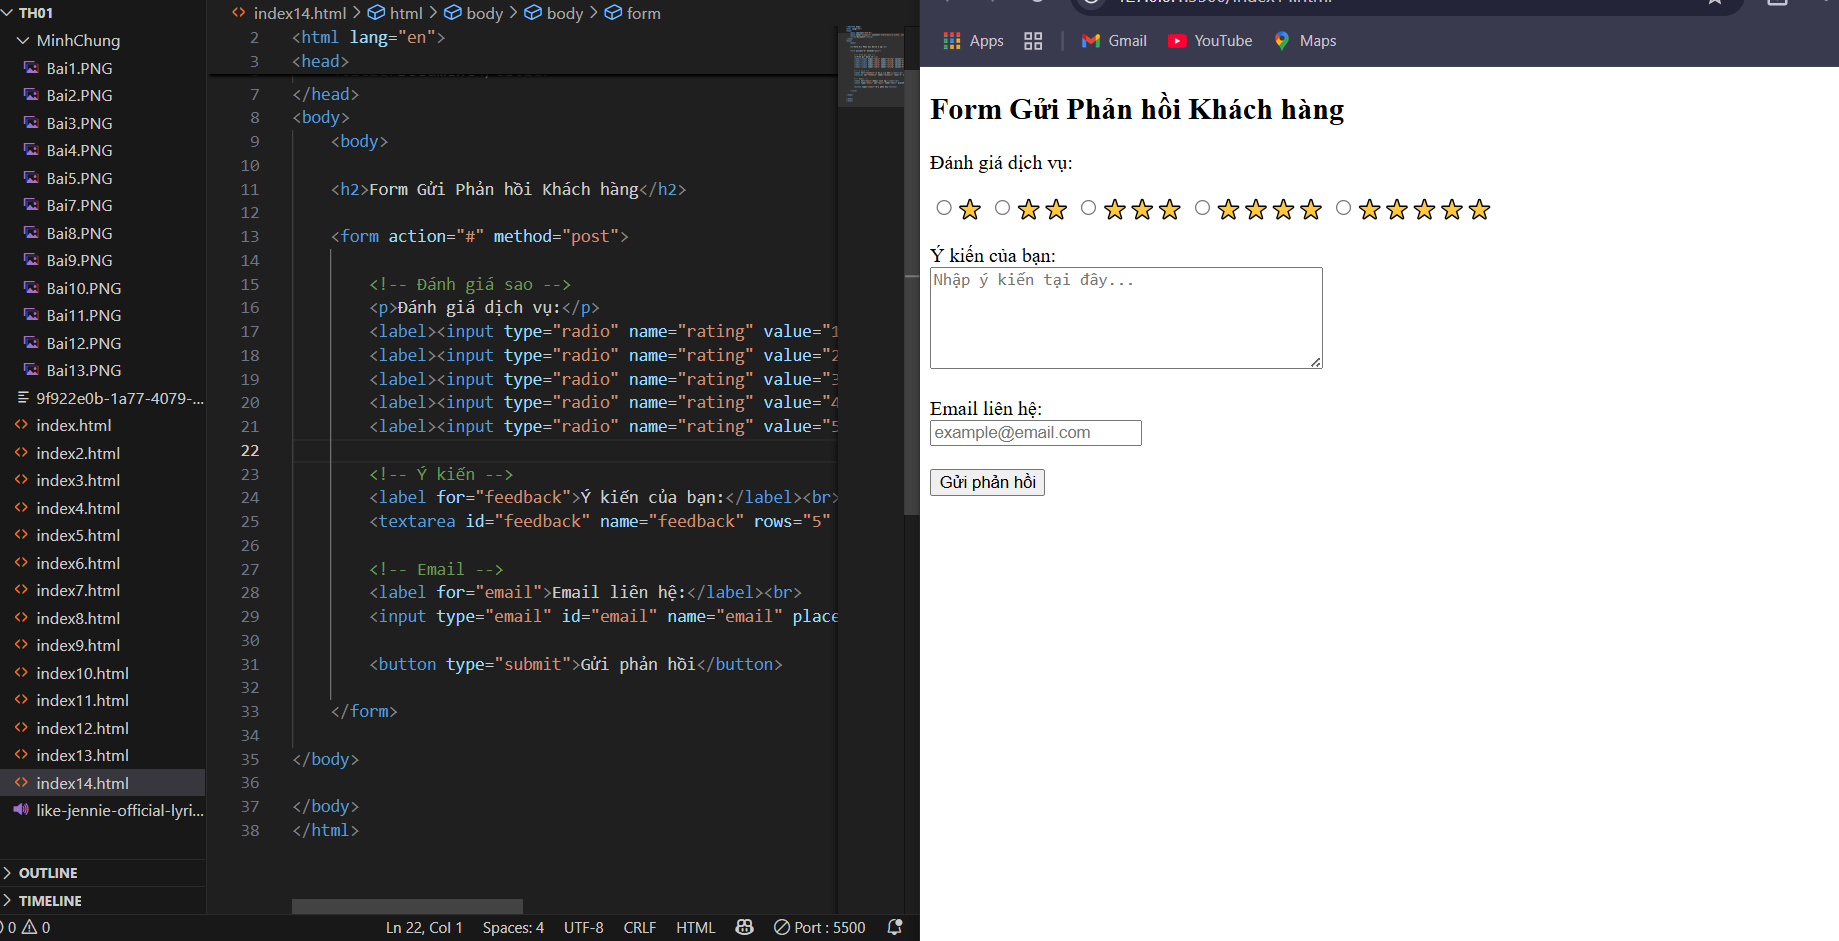 TH01
MinhChung
Bai1.PNG
Bai2.PNG
Bai3.PNG
Bai4.PNG
Bai5.PNG
Bai7.PNG
Bai8.PNG
Bai9.PNG
Bai10.PNG
Bai11.PNG
Bai12.PNG
Bai13.PNG
9f922e0b-1a77-4079-...
index.html
index2.html
index3.html
index4.html
index5.html
index6.html
index7.html
index8.html
index9.html
index10.html
index11.html
index12.html
index13.html
index14.html
like-jennie-official-lyri...
OUTLINE
TIMELINE
index14.html > html > body > body > form
2 <html lang="en">
3 <head>
7 </head>
8 <body>
9 <body>
10
11 <h2>Form Gửi Phản hồi Khách hàng</h2>
12
13 <form action="#" method="post">
14
15 <!-- Đánh giá sao -->
16 <p>Đánh giá dịch vụ:</p>
17 <label><input type="radio" name="rating" value="1
18 <label><input type="radio" name="rating" value="2
19 <label><input type="radio" name="rating" value="3
20 <label><input type="radio" name="rating" value="4
21 <label><input type="radio" name="rating" value="5
22
23 <!-- Ý kiến -->
24 <label for="feedback">Ý kiến của bạn:</label><br>
25 <textarea id="feedback" name="feedback" rows="5"
26
27 <!-- Email -->
28 <label for="email">Email liên hệ:</label><br>
29 <input type="email" id="email" name="email" place
30
31 <button type="submit">Gửi phản hồi</button>
32
33 </form>
34
35 </body>
36
37 </body>
38 </html>
0 0 Ln 22, Col 1 Spaces: 4 UTF-8 CRLF HTML Port : 5500
Apps Gmail YouTube Maps
Form Gửi Phản hồi Khách hàng
Đánh giá dịch vụ:
Ý kiến của bạn:
Nhập ý kiến tại đây...
Email liên hệ:
example@email.com
Gửi phản hồi